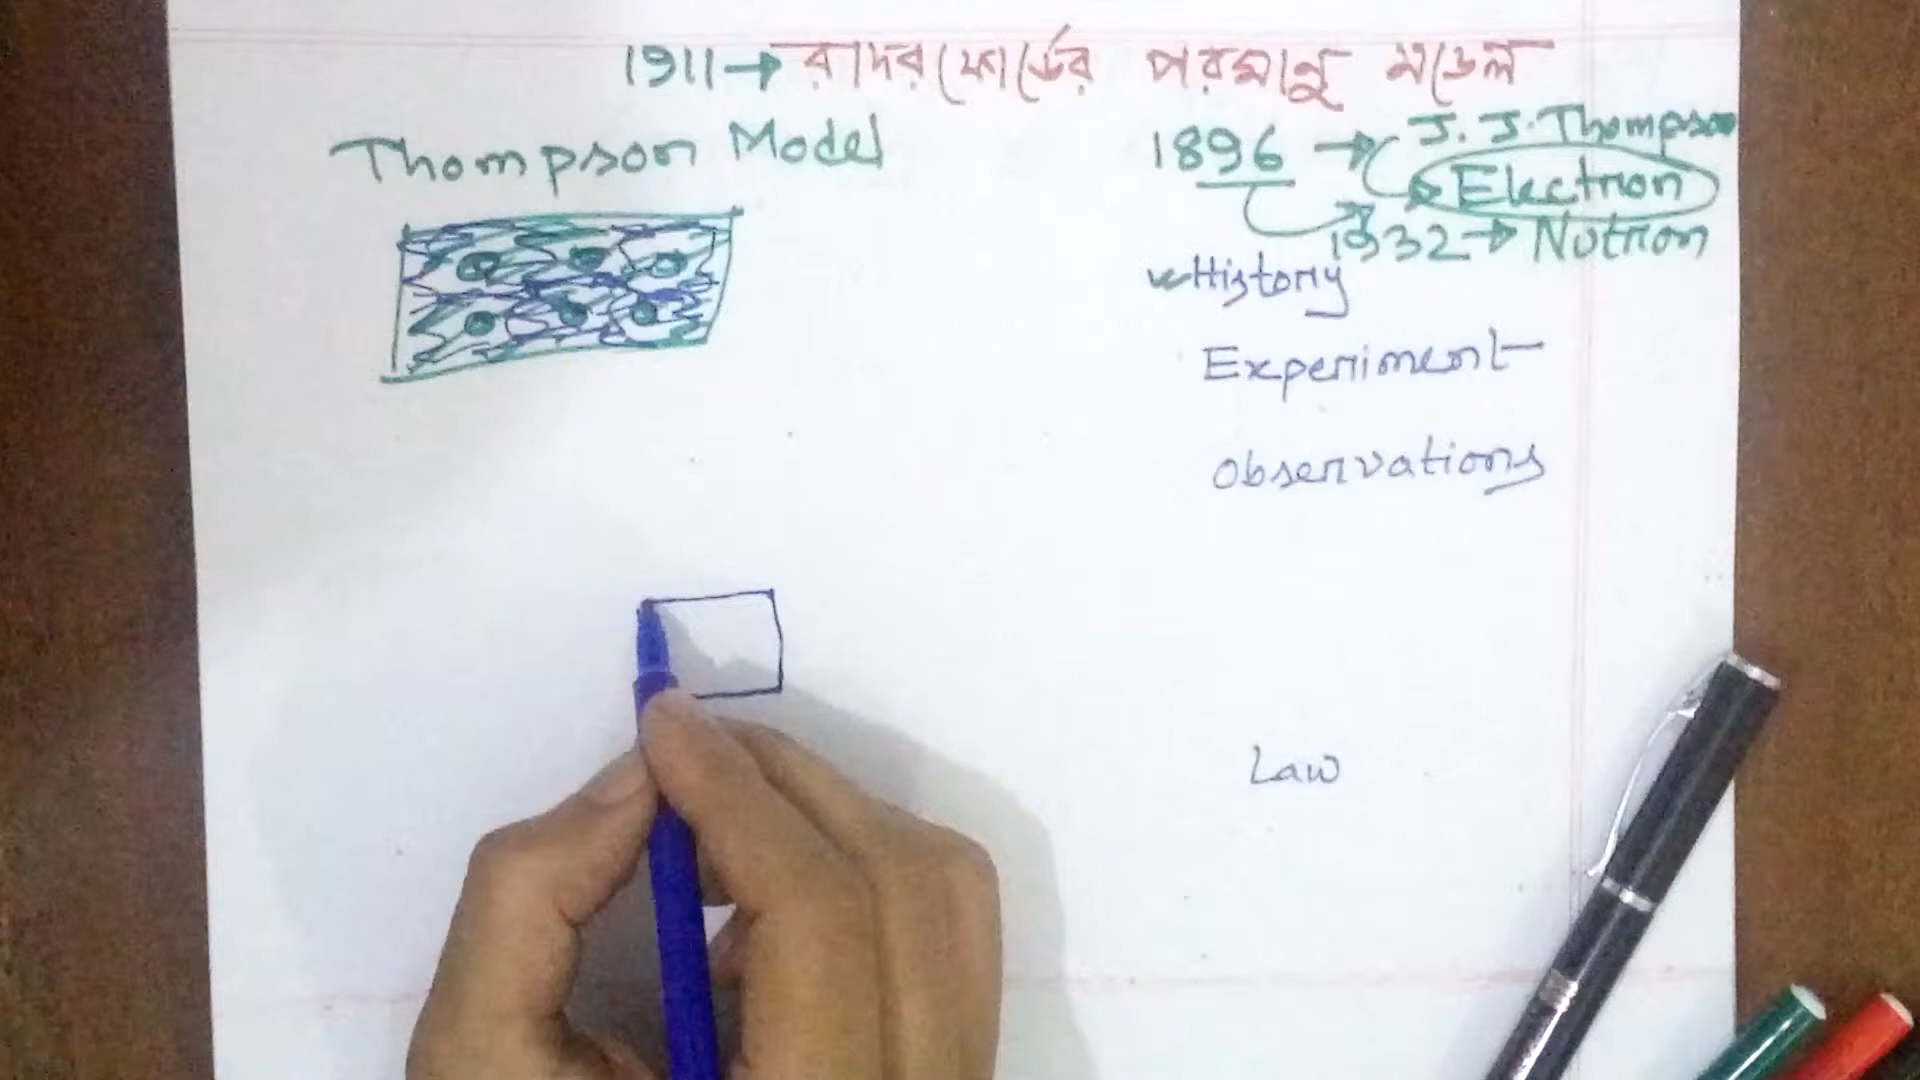 1911→ রাদারফোর্ডের পরমানু মডেল
Thompson Model
1896 → J. J. Thompson
Electron
1932 → Nutron
History
Experiment
Observations
Law